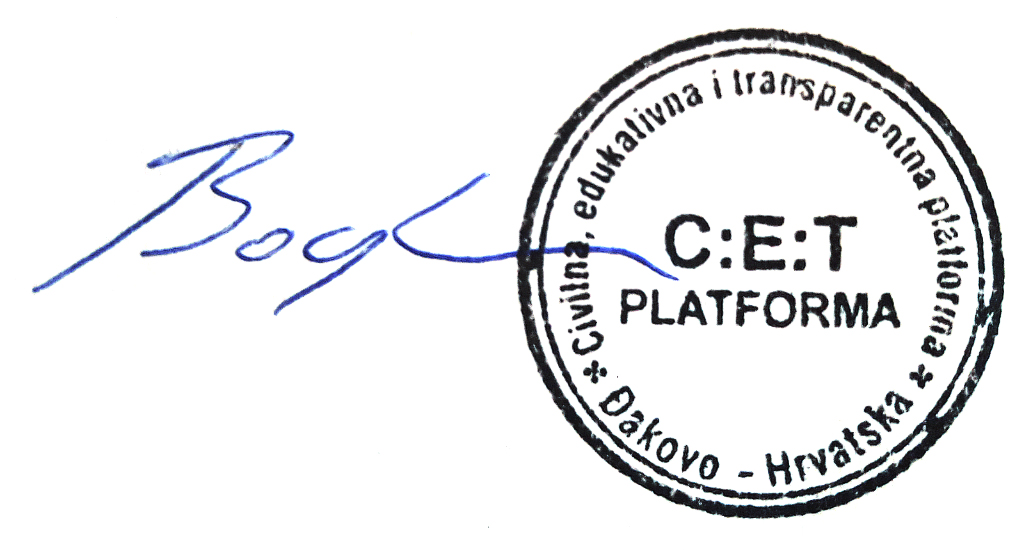 Civilna, edukativna i transparentna platforma
C:E:T
PLATFORMA
* Đakovo - Hrvatska *